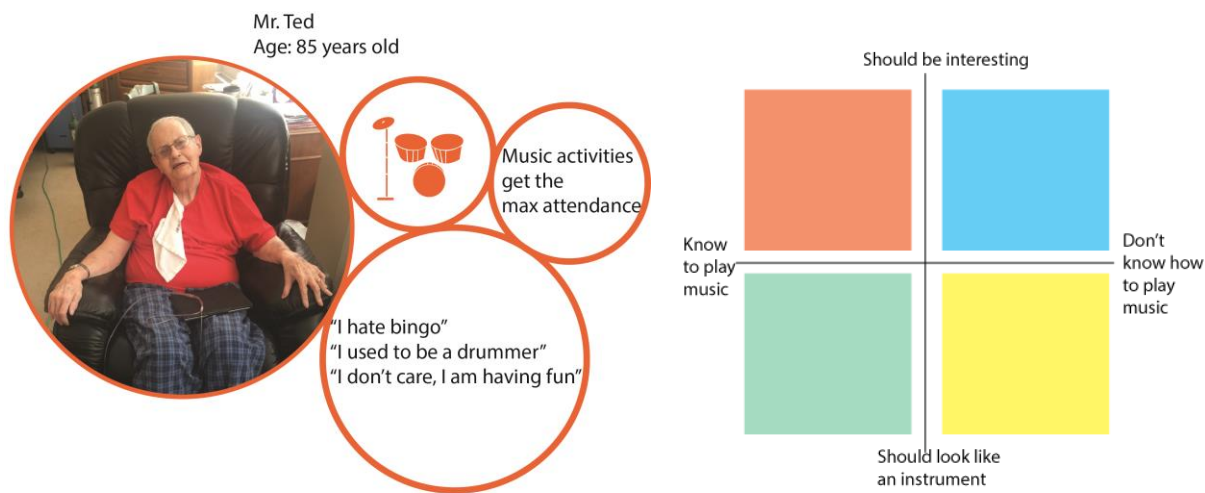 Mr. Ted
Age: 85 years old
Music activities
get the
max attendance
“I hate bingo”
“I used to be a drummer”
“I don’t care, I am having fun”
Should be interesting
Know
to play
music
Don’t
know how
to play
music
Should look like
an instrument